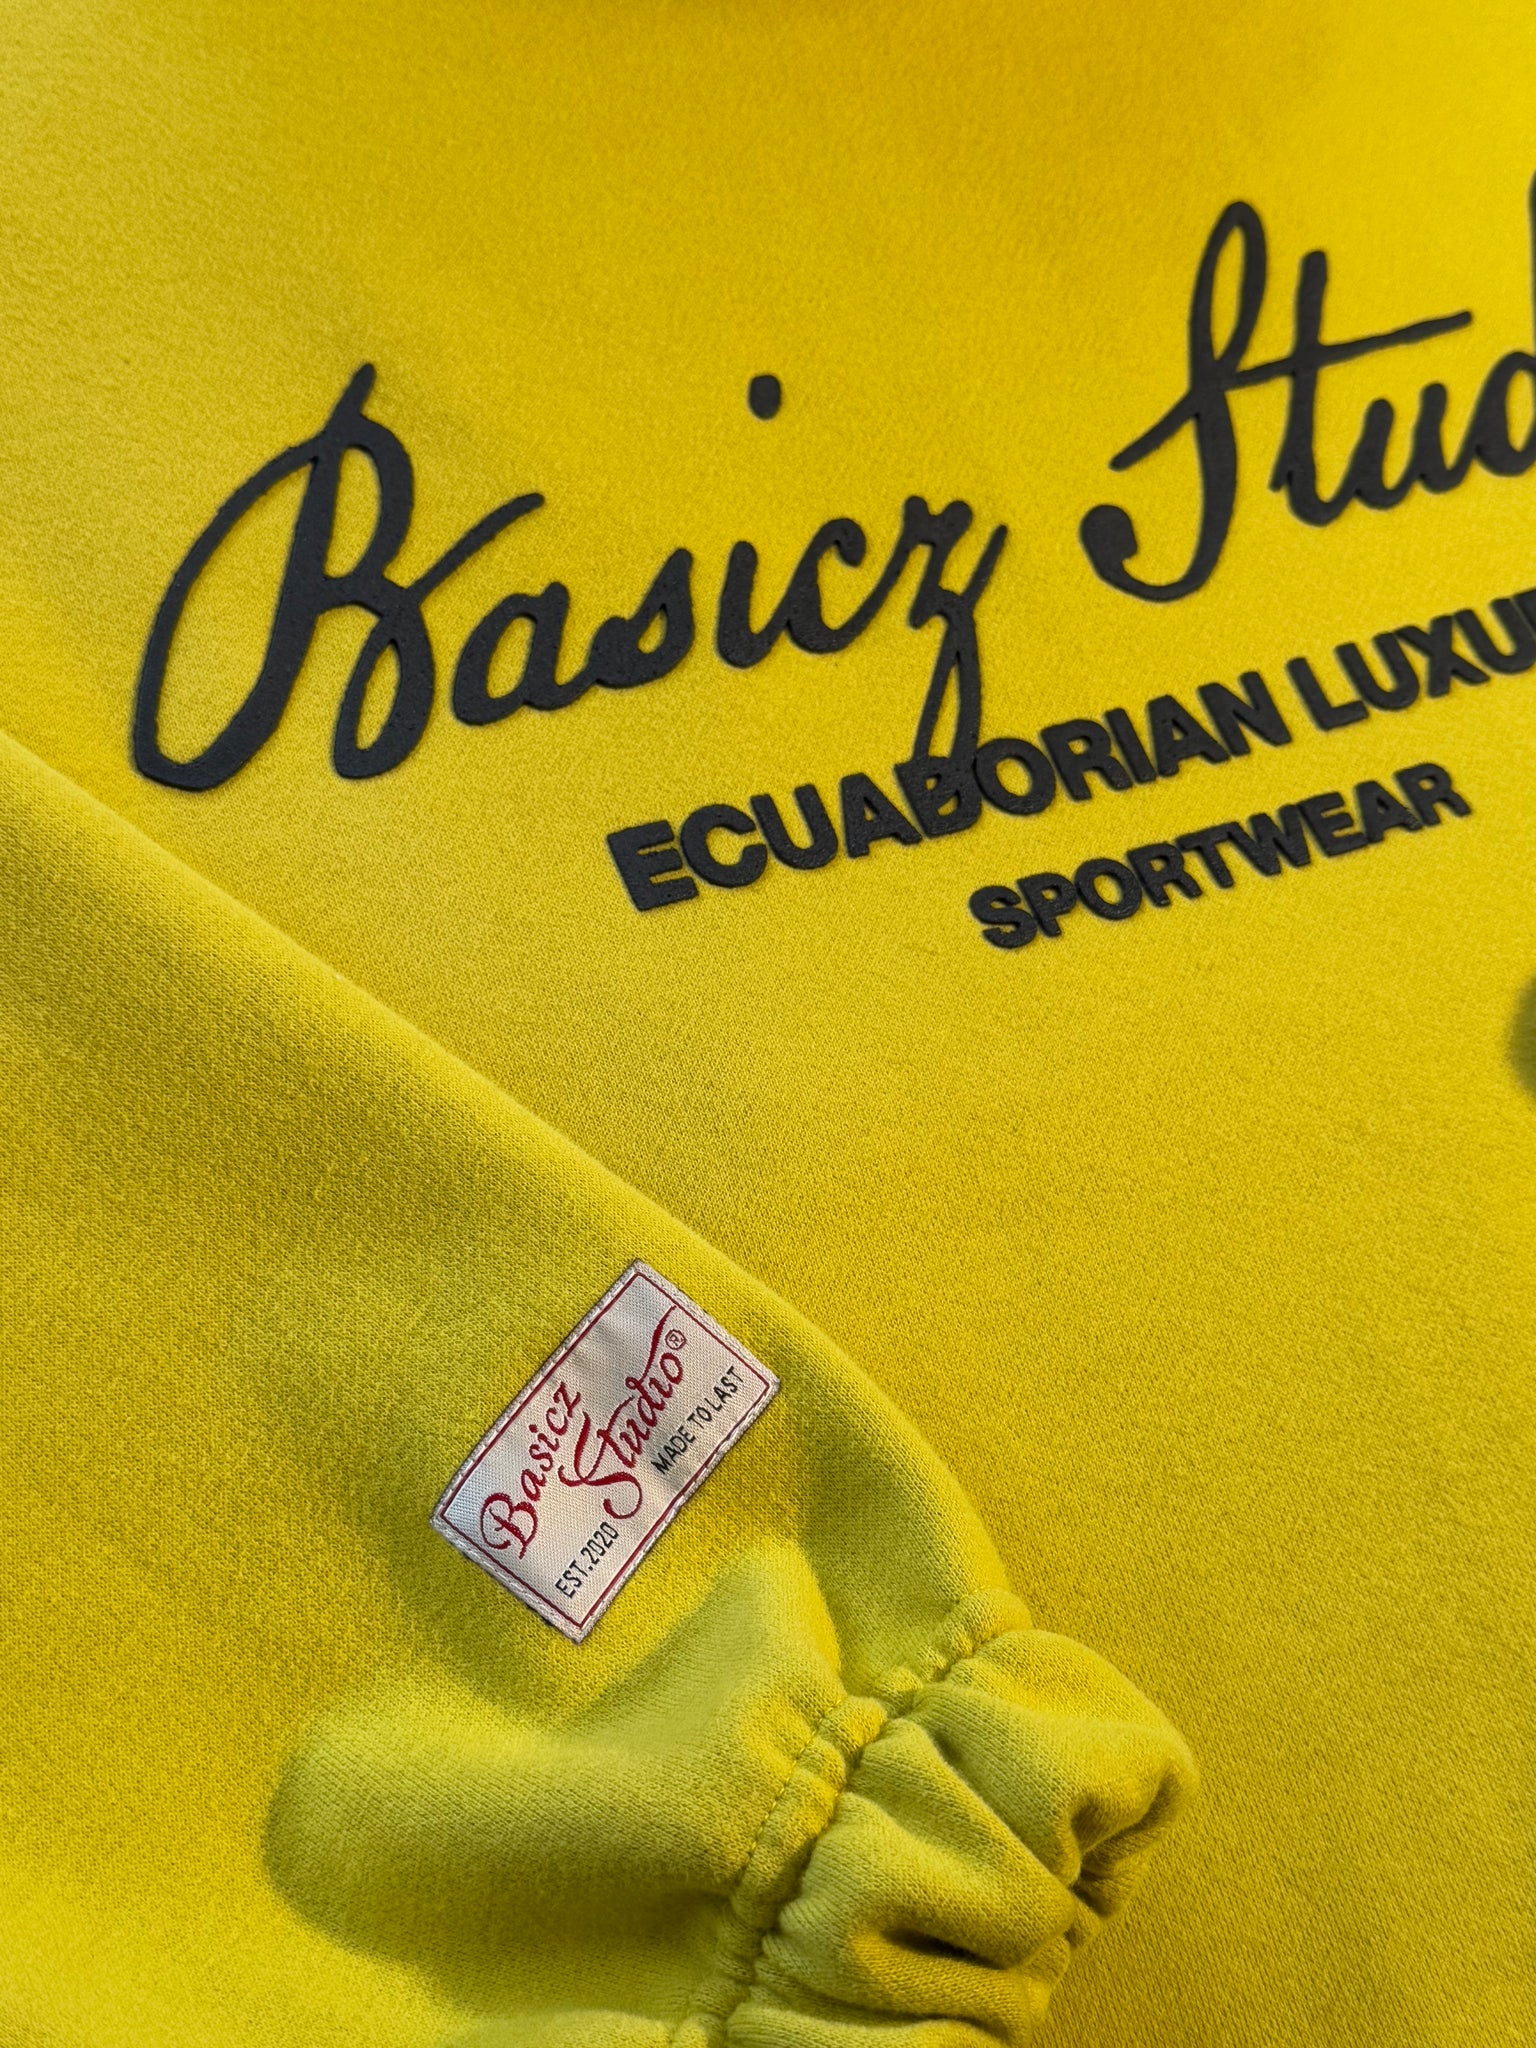 Basicz Stud
ECUABORIAN LUXU
SPORTWEAR
Basicz
Studio®
EST.2020 MADE TO LAST